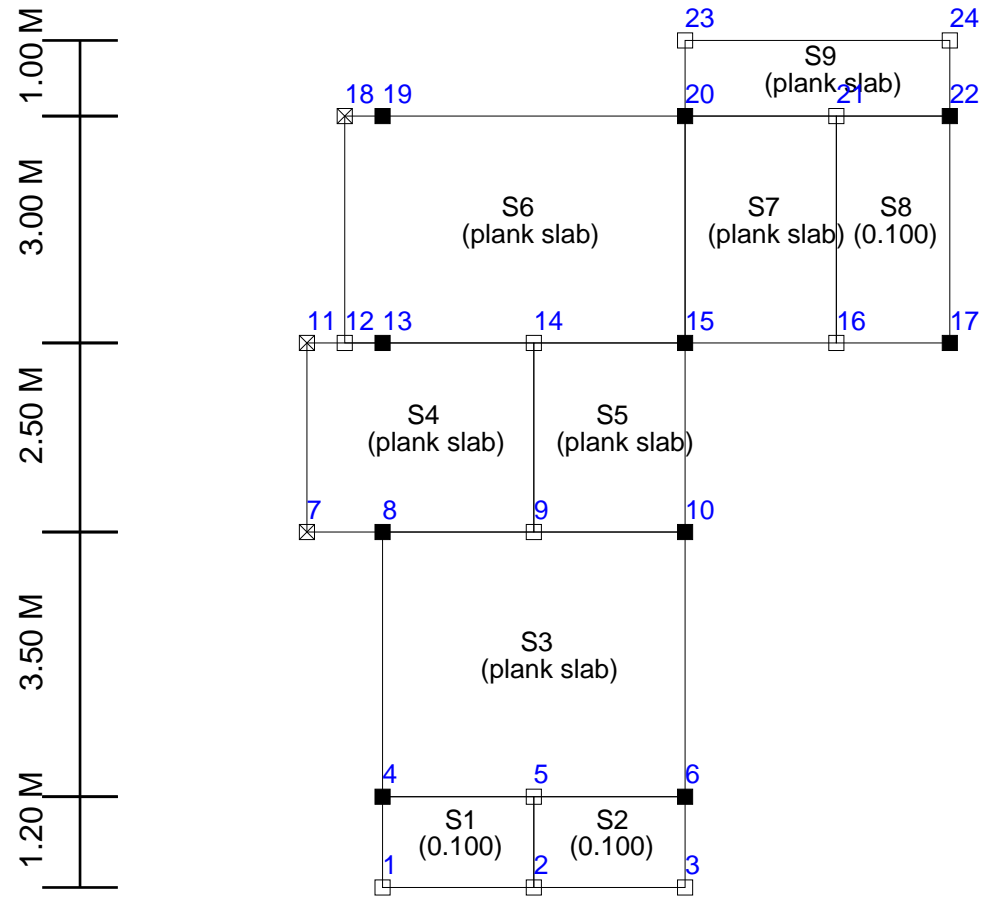 23 24
1.00 M
S9
(plank slab)
18 19 20 21 22
3.00 M
S6 S7 S8
(plank slab) (plank slab) (0.100)
11 12 13 14 15 16 17
2.50 M
S4 S5
(plank slab) (plank slab)
7 8 9 10
3.50 M
S3
(plank slab)
4 5 6
1.20 M
S1 S2
(0.100) (0.100)
1 2 3